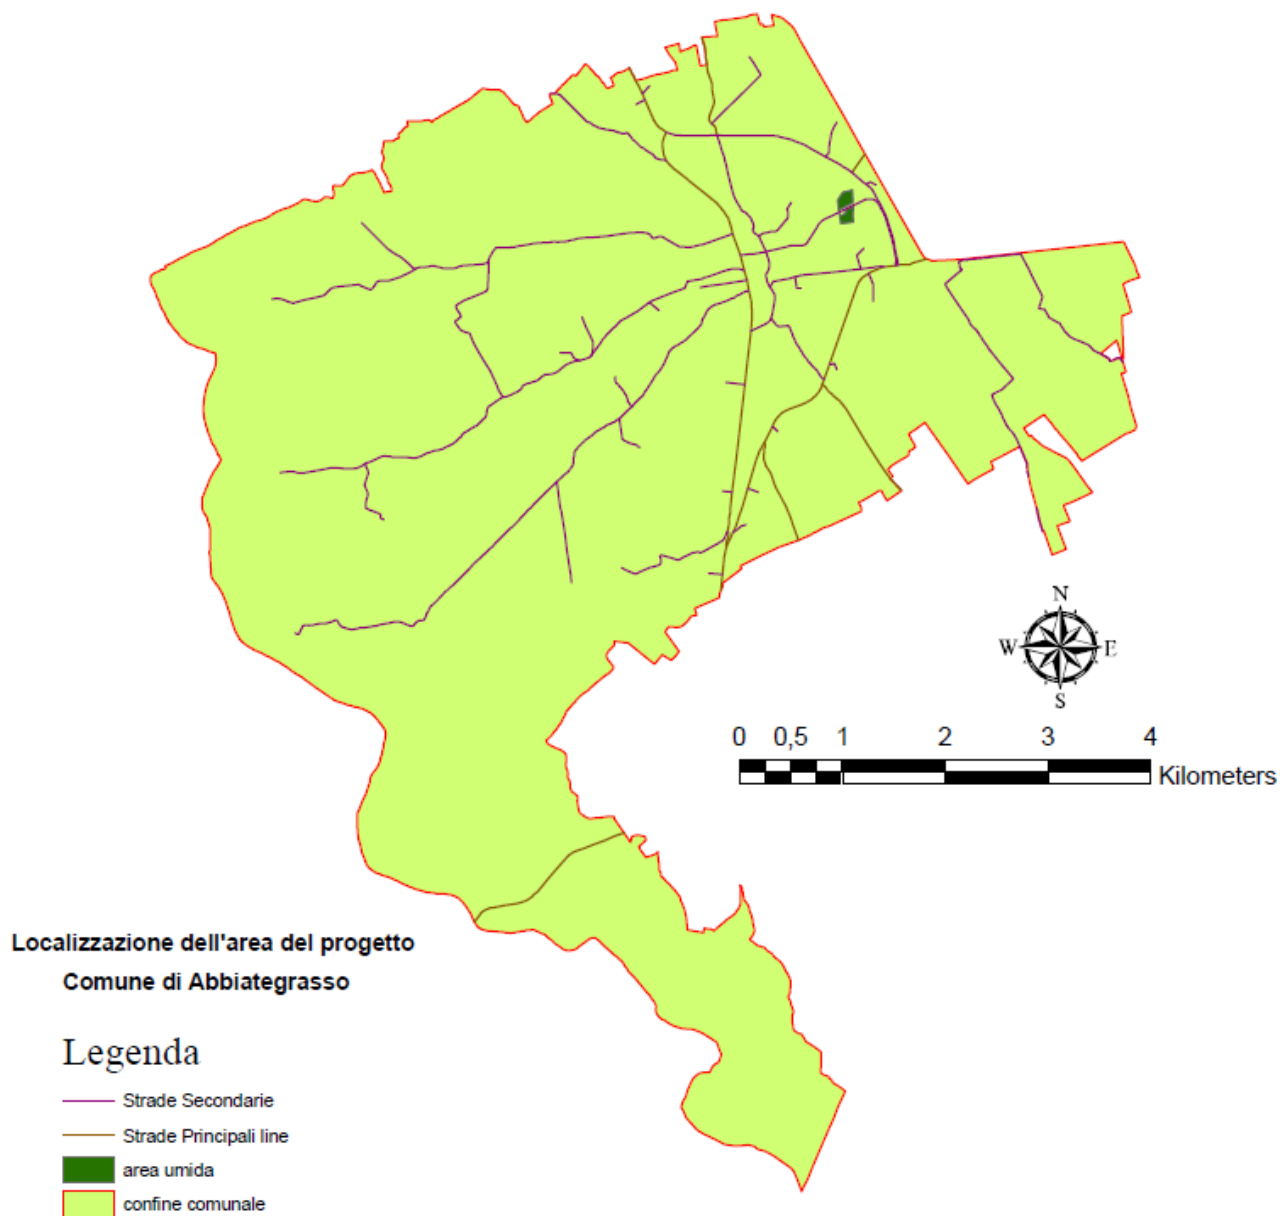 N
W E
S
0 0,5 1 2 3 4
Kilometers
Localizzazione dell'area del progetto
Comune di Abbiategrasso
Legenda
Strade Secondarie
Strade Principali line
area umida
confine comunale